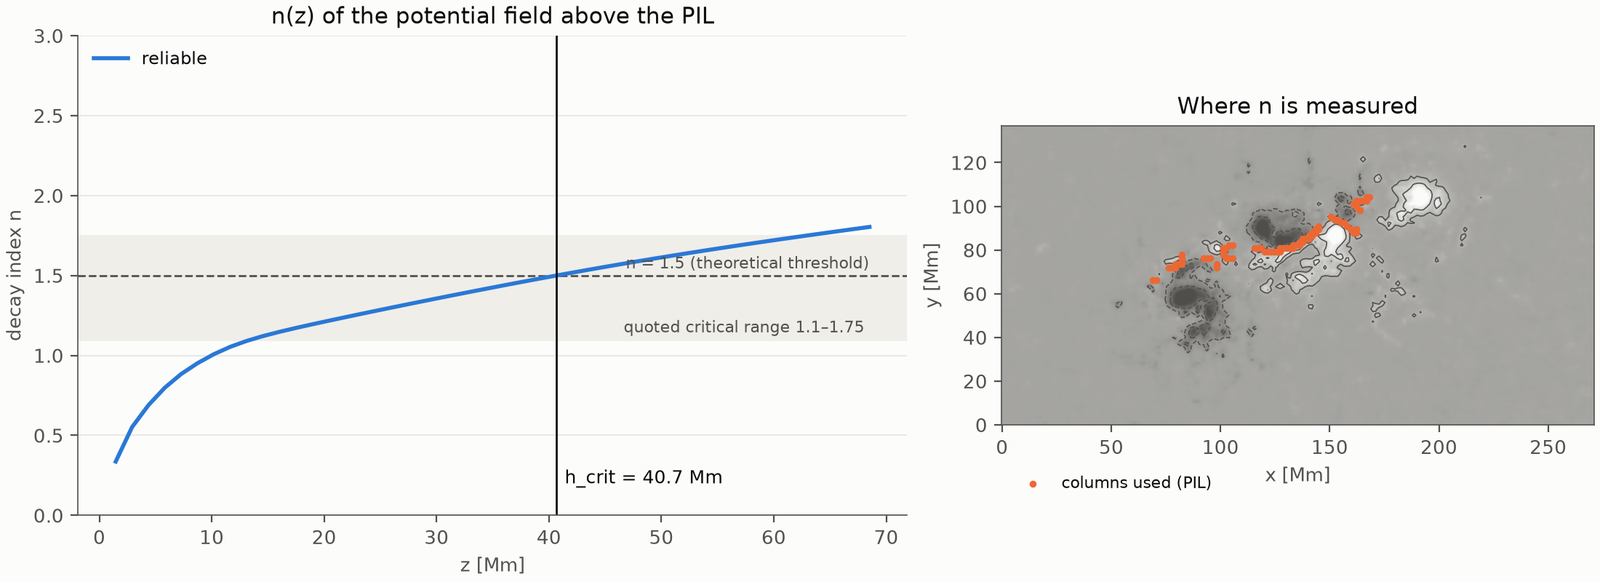 n(z) of the potential field above the PIL
decay index n
3.0
2.5
2.0
1.5
1.0
0.5
0.0
reliable
n = 1.5 (theoretical threshold)
quoted critical range 1.1–1.75
h_crit = 40.7 Mm
0 10 20 30 40 50 60 70
z [Mm]
Where n is measured
y [Mm]
120
100
80
60
40
20
0
0 50 100 150 200 250
x [Mm]
columns used (PIL)